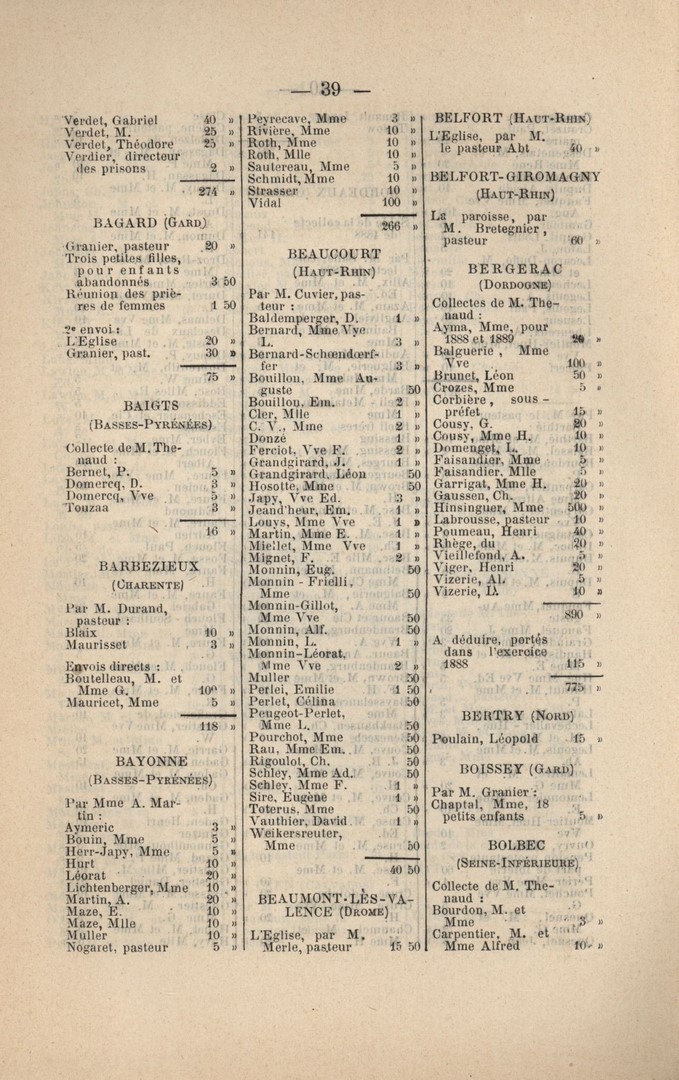 — 39 —
Verdet, Gabriel 40 »
Verdet, M. 25 »
Verdet, Théodore 25 »
Verdier, directeur
des prisons 2 »
274 »
BAGARD (GARD)
Granier, pasteur 20 »
Trois petites filles,
pour enfants
abandonnés 3 50
Réunion des priè-
res de femmes 1 50
2e envoi :
L'Eglise 20 »
Granier, past. 30 »
75 »
BAIGTS
(BASSES-PYRÉNÉES)
Collecte de M. The-
naud :
Bernet, P. 5 »
Domercq, D. 3 »
Domercq, Vve 5 »
Touzaa 3 »
16 »
BARBEZIEUX
(CHARENTE)
Par M. Durand,
pasteur :
Blaix 10 »
Maurisset 3 »
Envois directs :
Boutelleau, M. et
Mme G. 100 »
Mauricet, Mme 5 »
118 »
BAYONNE
(BASSES-PYRÉNÉES)
Par Mme A. Mar-
tin :
Aymeric 3 »
Bouin, Mme 5 »
Herr-Japy, Mme 5 »
Hurt 10 »
Léorat 20 »
Lichtenberger, Mme 10 »
Martin, A. 20 »
Maze, E. 10 »
Maze, Mlle 10 »
Muller 10 »
Nogaret, pasteur 5 »
Peyrecave, Mme 3 »
Rivière, Mme 10 »
Roth, Mme 10 »
Roth, Mlle 10 »
Sautereau, Mme 5 »
Schmidt, Mme 10 »
Strasser 10 »
Vidal 100 »
266 »
BEAUCOURT
(HAUT-RHIN)
Par M. Cuvier, pas-
teur :
Baldemperger, D. 1 »
Bernard, Mme Vve
L. 3 »
Bernard-Schœndœrf-
fer 3 »
Bouillon, Mme Au-
guste 50
Bouillon, Em. 2 »
Cler, Mlle 1 »
C. V., Mme 2 »
Donzé 1 »
Ferciot, Vve F. 2 »
Grandgirard, J. 1 »
Grandgirard, Léon 50
Hosotte, Mme 50
Japy, Vve Ed. 3 »
Jeand'heur, Em. 1 »
Louys, Mme Vve 1 »
Martin, Mme E. 1 »
Miellet, Mme Vve 1 »
Mignet, F. 2 »
Monnin, Eug. 50
Monnin - Frielli,
Mme 50
Monnin-Gillot,
Mme Vve 50
Monnin, Alf. 50
Monnin, L. 1 »
Monnin-Léorat,
Mme Vve 2 »
Muller 50
Perlei, Emilie 1 50
Perlet, Célina 50
Peugeot-Perlet,
Mme L. 50
Pourchot, Mme 50
Rau, Mme Em. 50
Rigoulot, Ch. 50
Schley, Mme Ad. 50
Schley, Mme F. 1 »
Sire, Eugène 1 »
Toterus, Mme 50
Vauthier, David 1 »
Weikersreuter,
Mme 50
40 50
BEAUMONT-LÈS-VA-
LENCE (DROME)
L'Eglise, par M.
Merle, pasteur 15 50
BELFORT (HAUT-RHIN)
L'Eglise, par M.
le pasteur Abt 40 »
BELFORT-GIROMAGNY
(HAUT-RHIN)
La paroisse, par
M. Bretegnier,
pasteur 60 »
BERGERAC
(DORDOGNE)
Collectes de M. The-
naud :
Ayma, Mme, pour
1888 et 1889 20 »
Balguerie, Mme
Vve 100 »
Brunet, Léon 50 »
Crozes, Mme 5 »
Corbière, sous-
préfet 15 »
Cousy, G. 20 »
Cousy, Mme H. 10 »
Domenget, L. 10 »
Faisandier, Mme 5 »
Faisandier, Mlle 5 »
Garrigat, Mme H. 20 »
Gaussen, Ch. 20 »
Hinsinguer, Mme 500 »
Labrousse, pasteur 10 »
Poumeau, Henri 40 »
Rhège, du 20 »
Vieillefond, A. 5 »
Viger, Henri 20 »
Vizerie, Al. 5 »
Vizerie, D. 10 »
890 »
A déduire, portés
dans l'exercice
1888 115 »
775 »
BERTRY (NORD)
Poulain, Léopold 15 »
BOISSEY (GARD)
Par M. Granier :
Chaptal, Mme, 18
petits enfants 5 »
BOLBEC
(SEINE-INFÉRIEURE)
Collecte de M. The-
naud :
Bourdon, M. et
Mme 3 »
Carpentier, M. et
Mme Alfred 10 »